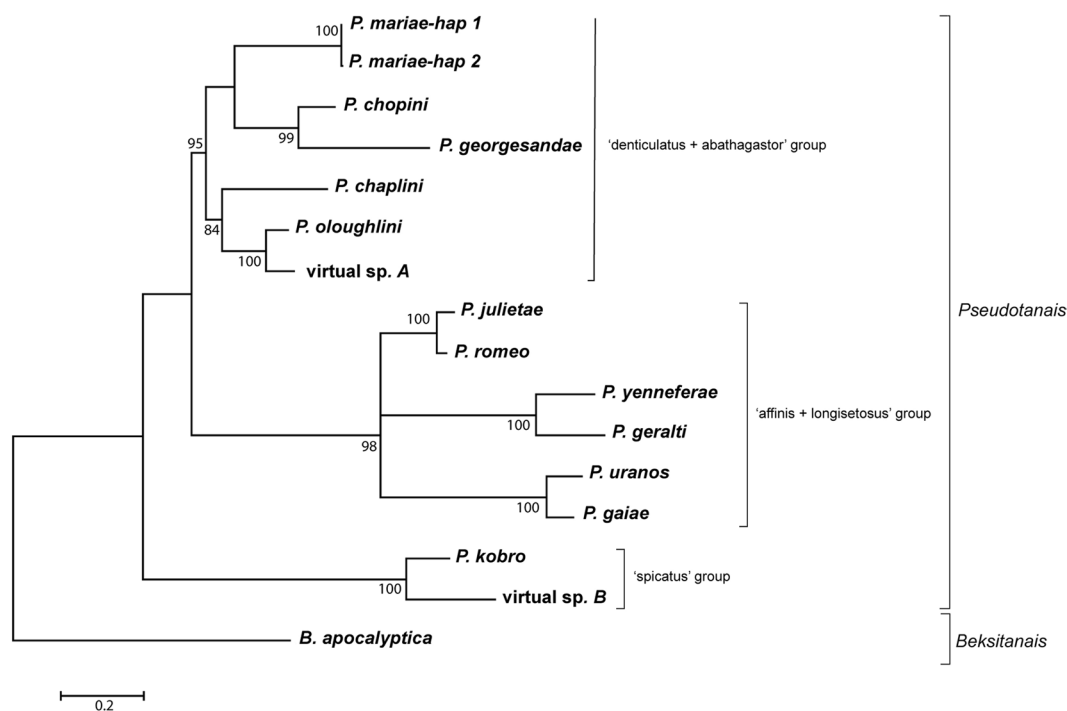 P. mariae-hap 1
100
P. mariae-hap 2
P. chopini
99
P. georgesandae
95
'denticulatus + abathagastor' group
P. chaplini
84
P. oloughlini
100
virtual sp. A
P. julietae
100
P. romeo
Pseudotanais
P. yenneferae
100
P. geralti
'affinis + longisetosus' group
98
P. uranos
100
P. gaiae
P. kobro
100
'spicatus' group
virtual sp. B
B. apocalyptica
Beksitanais
0.2